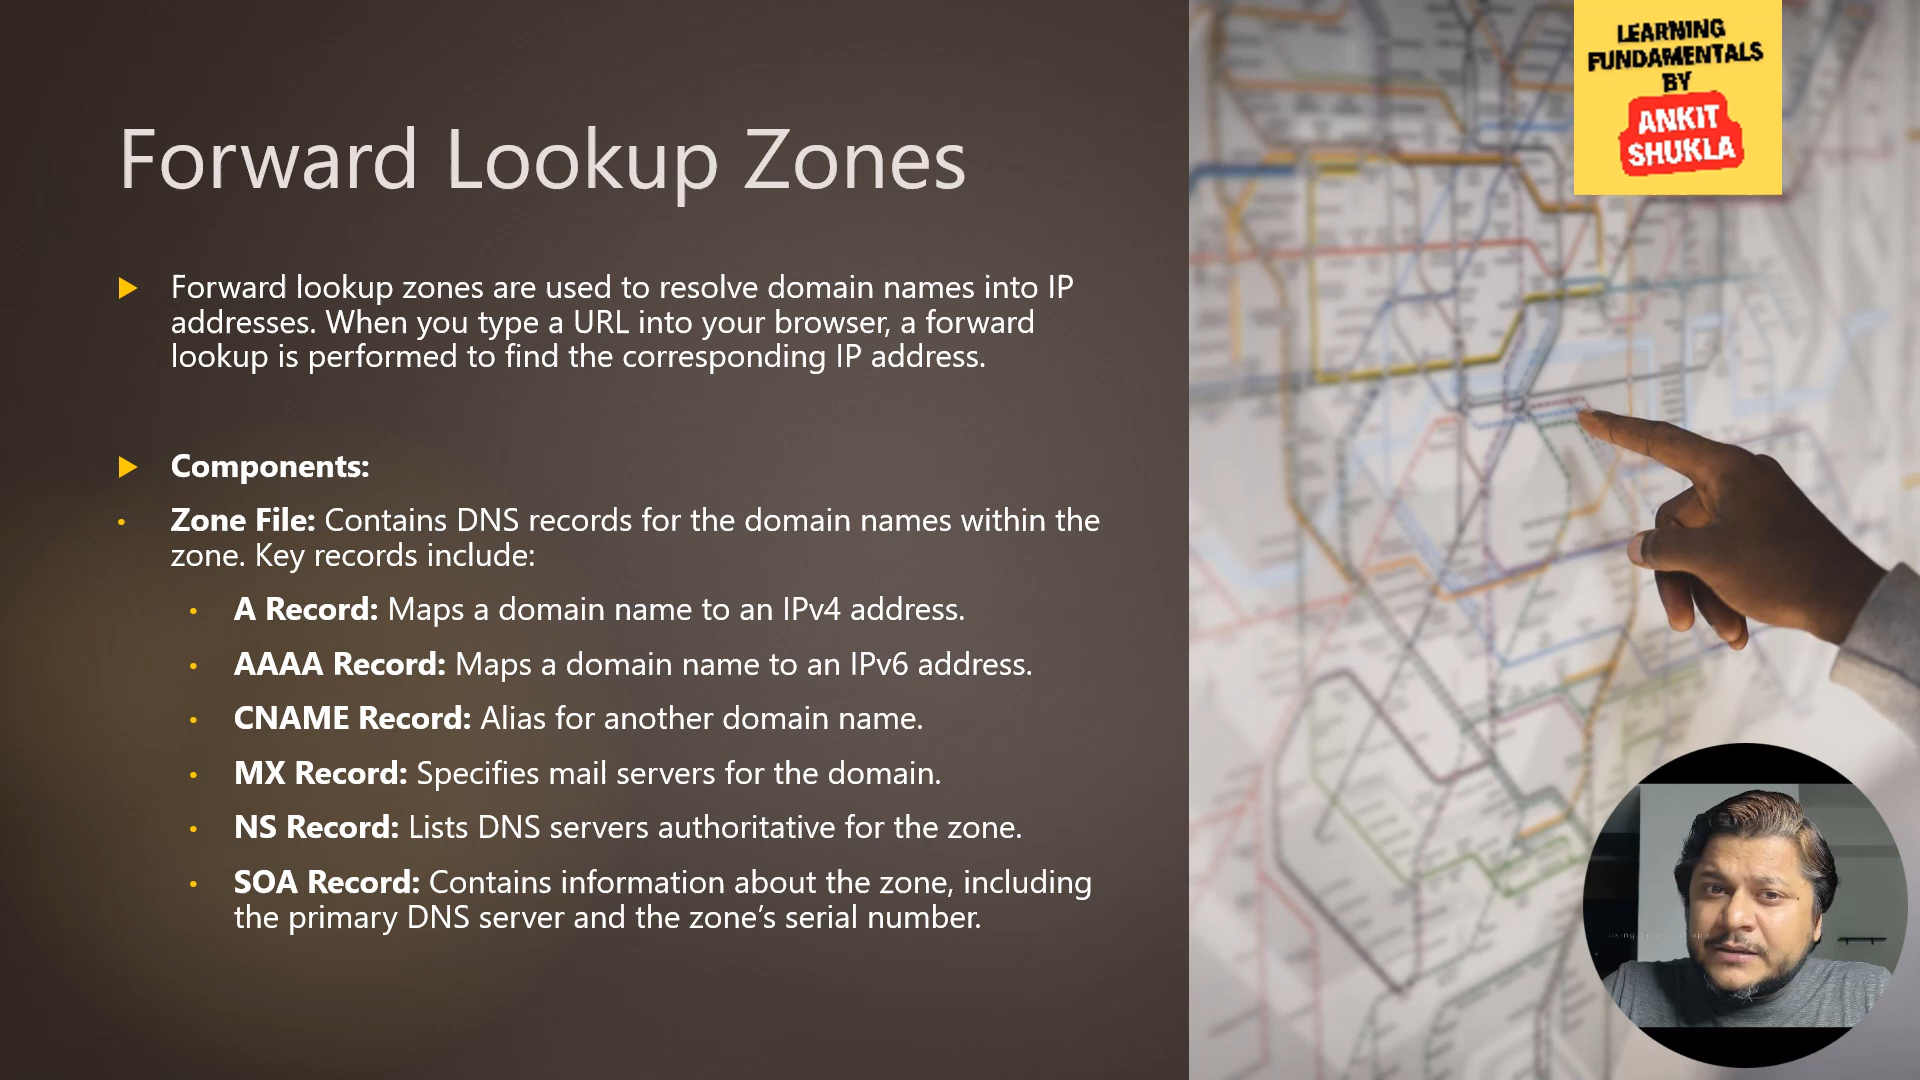 LEARNING
FUNDAMENTALS
BY
ANKIT
SHUKLA
Forward Lookup Zones
Forward lookup zones are used to resolve domain names into IP
addresses. When you type a URL into your browser, a forward
lookup is performed to find the corresponding IP address.
Components:
Zone File: Contains DNS records for the domain names within the
zone. Key records include:
A Record: Maps a domain name to an IPv4 address.
AAAA Record: Maps a domain name to an IPv6 address.
CNAME Record: Alias for another domain name.
MX Record: Specifies mail servers for the domain.
NS Record: Lists DNS servers authoritative for the zone.
SOA Record: Contains information about the zone, including
the primary DNS server and the zone’s serial number.